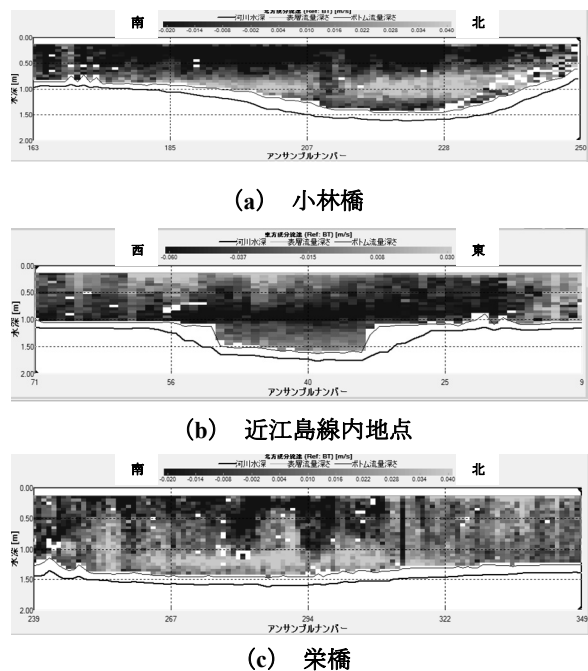 南 北方成分流速 (Ref: BT) [m/s] 北
河川水深 表層流量深さ ボトム流量深さ
-0.020 -0.014 -0.008 -0.002 0.004 0.010 0.016 0.022 0.028 0.034 0.040
0.00
0.50
1.00
1.50
2.00
水深 [m]
163 185 207 228 250
アンサンブルナンバー
(a) 小林橋
西 東方成分流速 (Ref: BT) [m/s] 東
河川水深 表層流量深さ ボトム流量深さ
-0.060 -0.037 -0.015 0.008 0.030
0.00
0.50
1.00
1.50
2.00
水深 [m]
71 56 40 25 9
アンサンブルナンバー
(b) 近江島線内地点
南 北方成分流速 (Ref: BT) [m/s] 北
河川水深 表層流量深さ ボトム流量深さ
-0.020 -0.014 -0.008 -0.002 0.004 0.010 0.016 0.022 0.028 0.034 0.040
0.00
0.50
1.00
1.50
2.00
水深 [m]
239 267 294 322 349
アンサンブルナンバー
(c) 栄橋